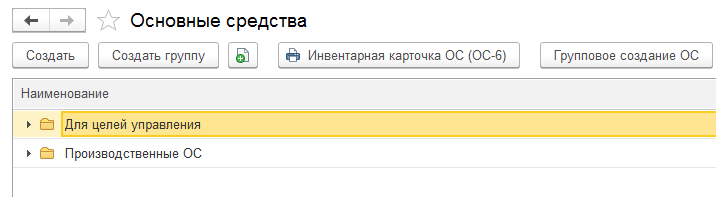 Основные средства
Создать Создать группу Инвентарная карточка ОС (ОС-6) Групповое создание ОС
Наименование
Для целей управления
Производственные ОС